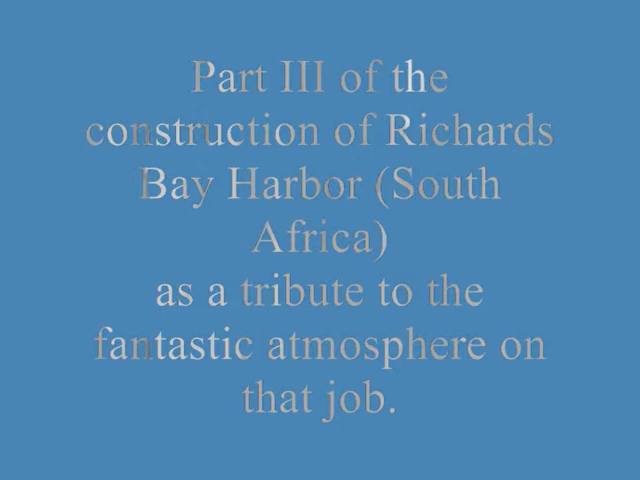 Part III of the
construction of Richards
Bay Harbor (South
Africa)
as a tribute to the
fantastic atmosphere on
that job.